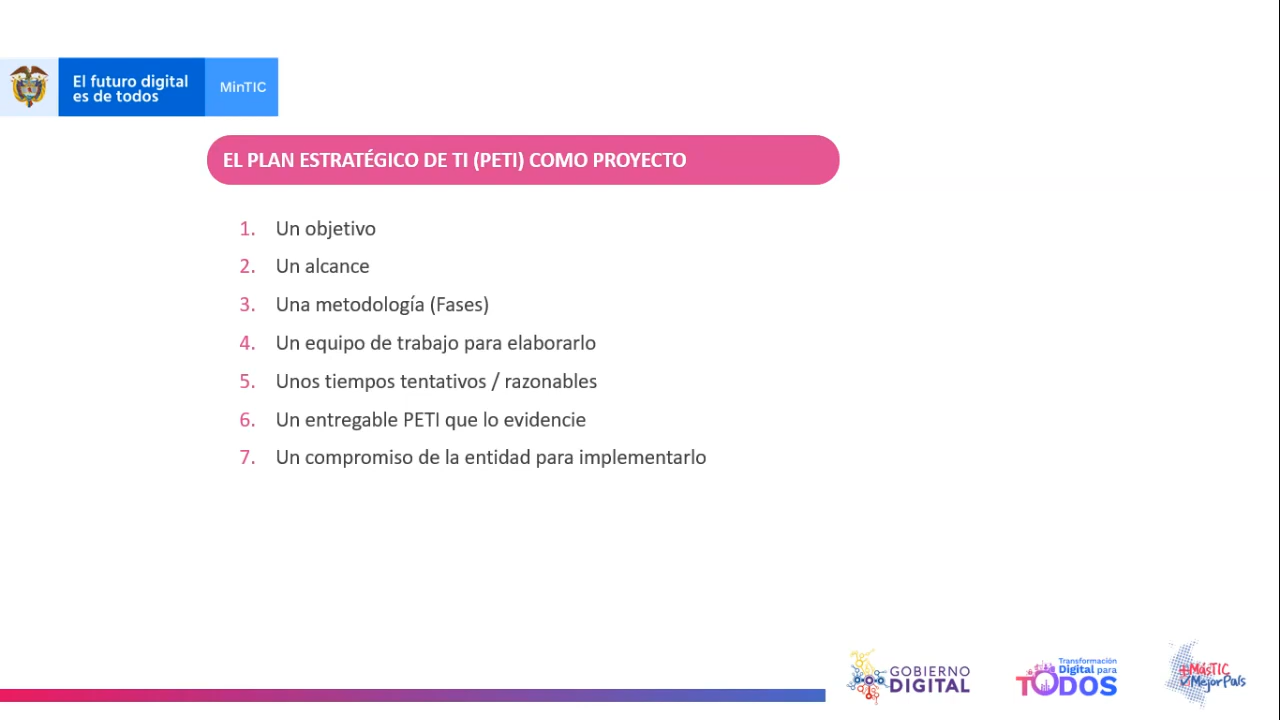 El futuro digital
es de todos
MinTIC
EL PLAN ESTRATÉGICO DE TI (PETI) COMO PROYECTO
1. Un objetivo
2. Un alcance
3. Una metodología (Fases)
4. Un equipo de trabajo para elaborarlo
5. Unos tiempos tentativos / razonables
6. Un entregable PETI que lo evidencie
7. Un compromiso de la entidad para implementarlo
GOBIERNO
DIGITAL
Transformación
Digital para
TODOS
+MásTIC
✓MejorPaís